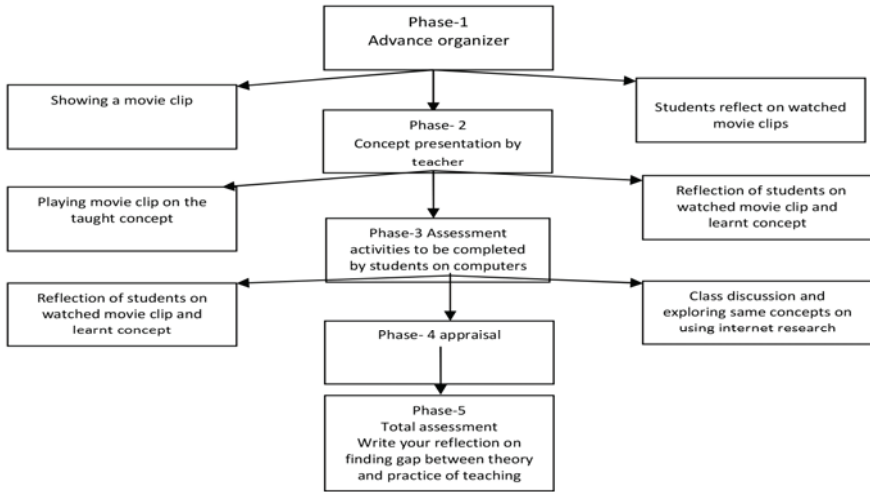 Phase-1
Advance organizer
Showing a movie clip
Students reflect on watched
movie clips
Phase- 2
Concept presentation by
teacher
Playing movie clip on the
taught concept
Reflection of students on
watched movie clip and
learnt concept
Phase-3 Assessment
activities to be completed
by students on computers
Reflection of students on
watched movie clip and
learnt concept
Class discussion and
exploring same concepts on
using internet research
Phase- 4 appraisal
Phase-5
Total assessment
Write your reflection on
finding gap between theory
and practice of teaching